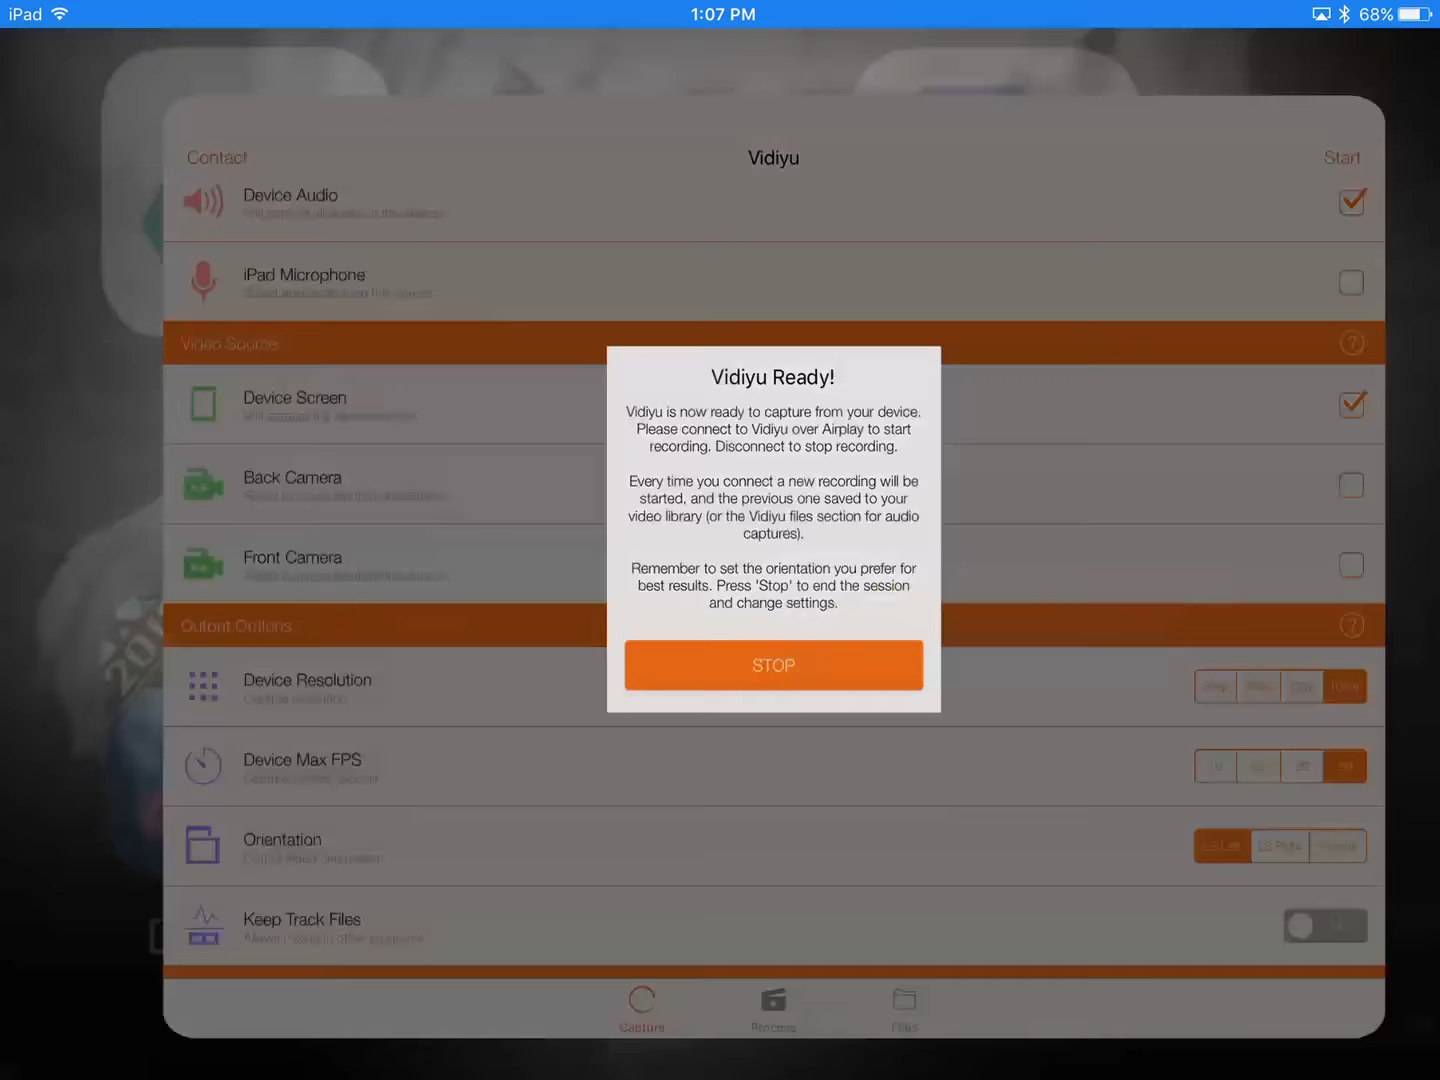 iPad
1:07 PM
68%
Contact
Vidiyu
Start
Device Audio
iPad Microphone
Video Source
?
Device Screen
Back Camera
Front Camera
Output Options
?
Device Resolution
Device Max FPS
Orientation
Keep Track Files
Capture
Process
Files
Vidiyu Ready!
Vidiyu is now ready to capture from your device.
Please connect to Vidiyu over Airplay to start
recording. Disconnect to stop recording.
Every time you connect a new recording will be
started, and the previous one saved to your
video library (or the Vidiyu files section for audio
captures).
Remember to set the orientation you prefer for
best results. Press 'Stop' to end the session
and change settings.
STOP